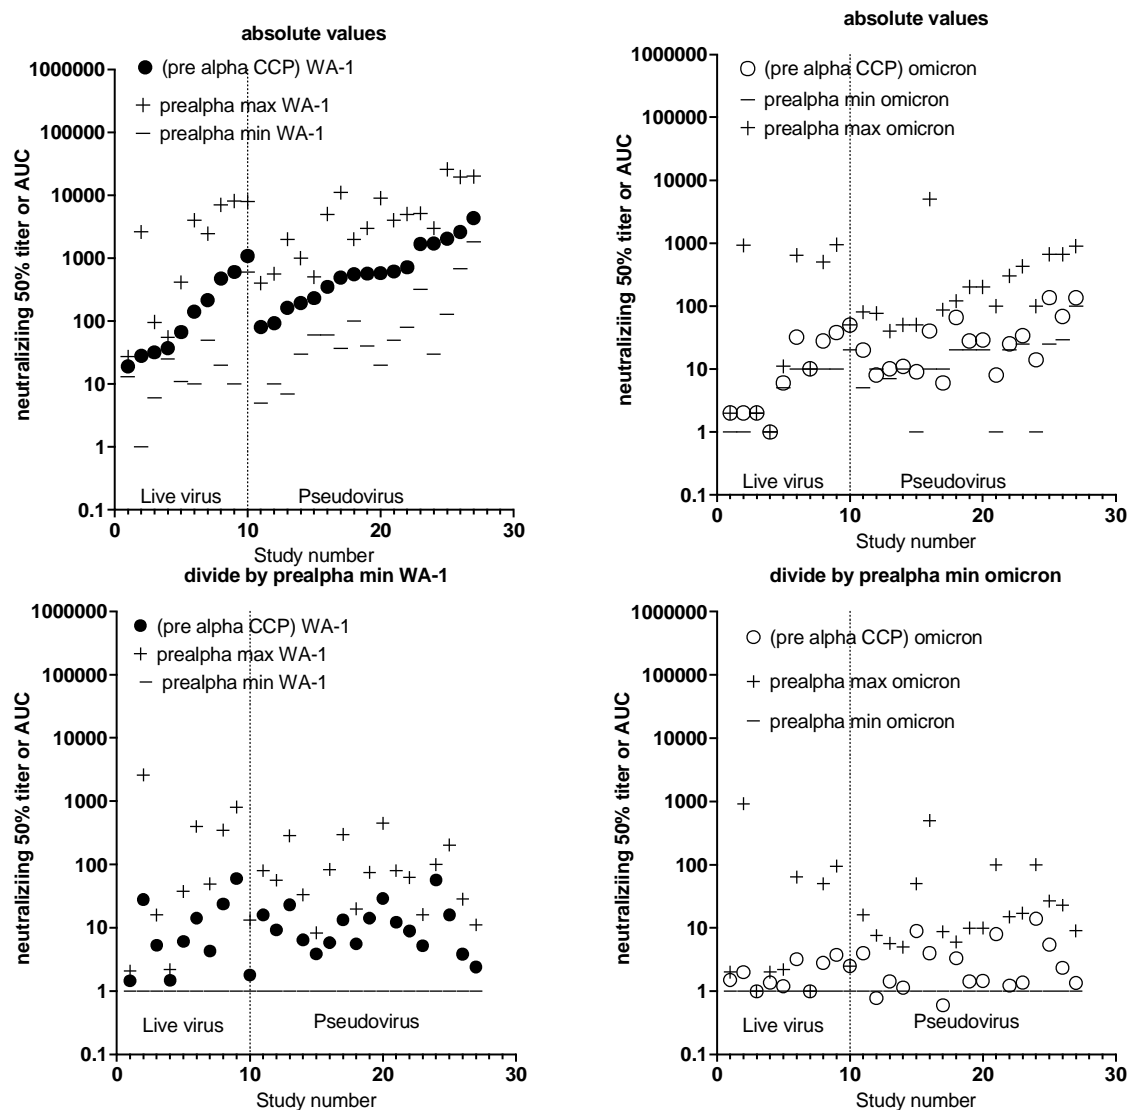 absolute values
1000000
100000
10000
1000
100
10
1
0.1
neutraliziing 50% titer or AUC
(pre alpha CCP) WA-1
prealpha max WA-1
prealpha min WA-1
Live virus
Pseudovirus
0
10
20
30
Study number
absolute values
1000000
100000
10000
1000
100
10
1
0.1
neutraliziing 50% titer or AUC
(pre alpha CCP) omicron
prealpha min omicron
prealpha max omicron
Live virus
Pseudovirus
0
10
20
30
Study number
divide by prealpha min WA-1
1000000
100000
10000
1000
100
10
1
0.1
neutraliziing 50% titer or AUC
(pre alpha CCP) WA-1
prealpha max WA-1
prealpha min WA-1
Live virus
Pseudovirus
0
10
20
30
Study number
divide by prealpha min omicron
1000000
100000
10000
1000
100
10
1
0.1
neutraliziing 50% titer or AUC
(pre alpha CCP) omicron
prealpha max omicron
prealpha min omicron
Live virus
Pseudovirus
0
10
20
30
Study number